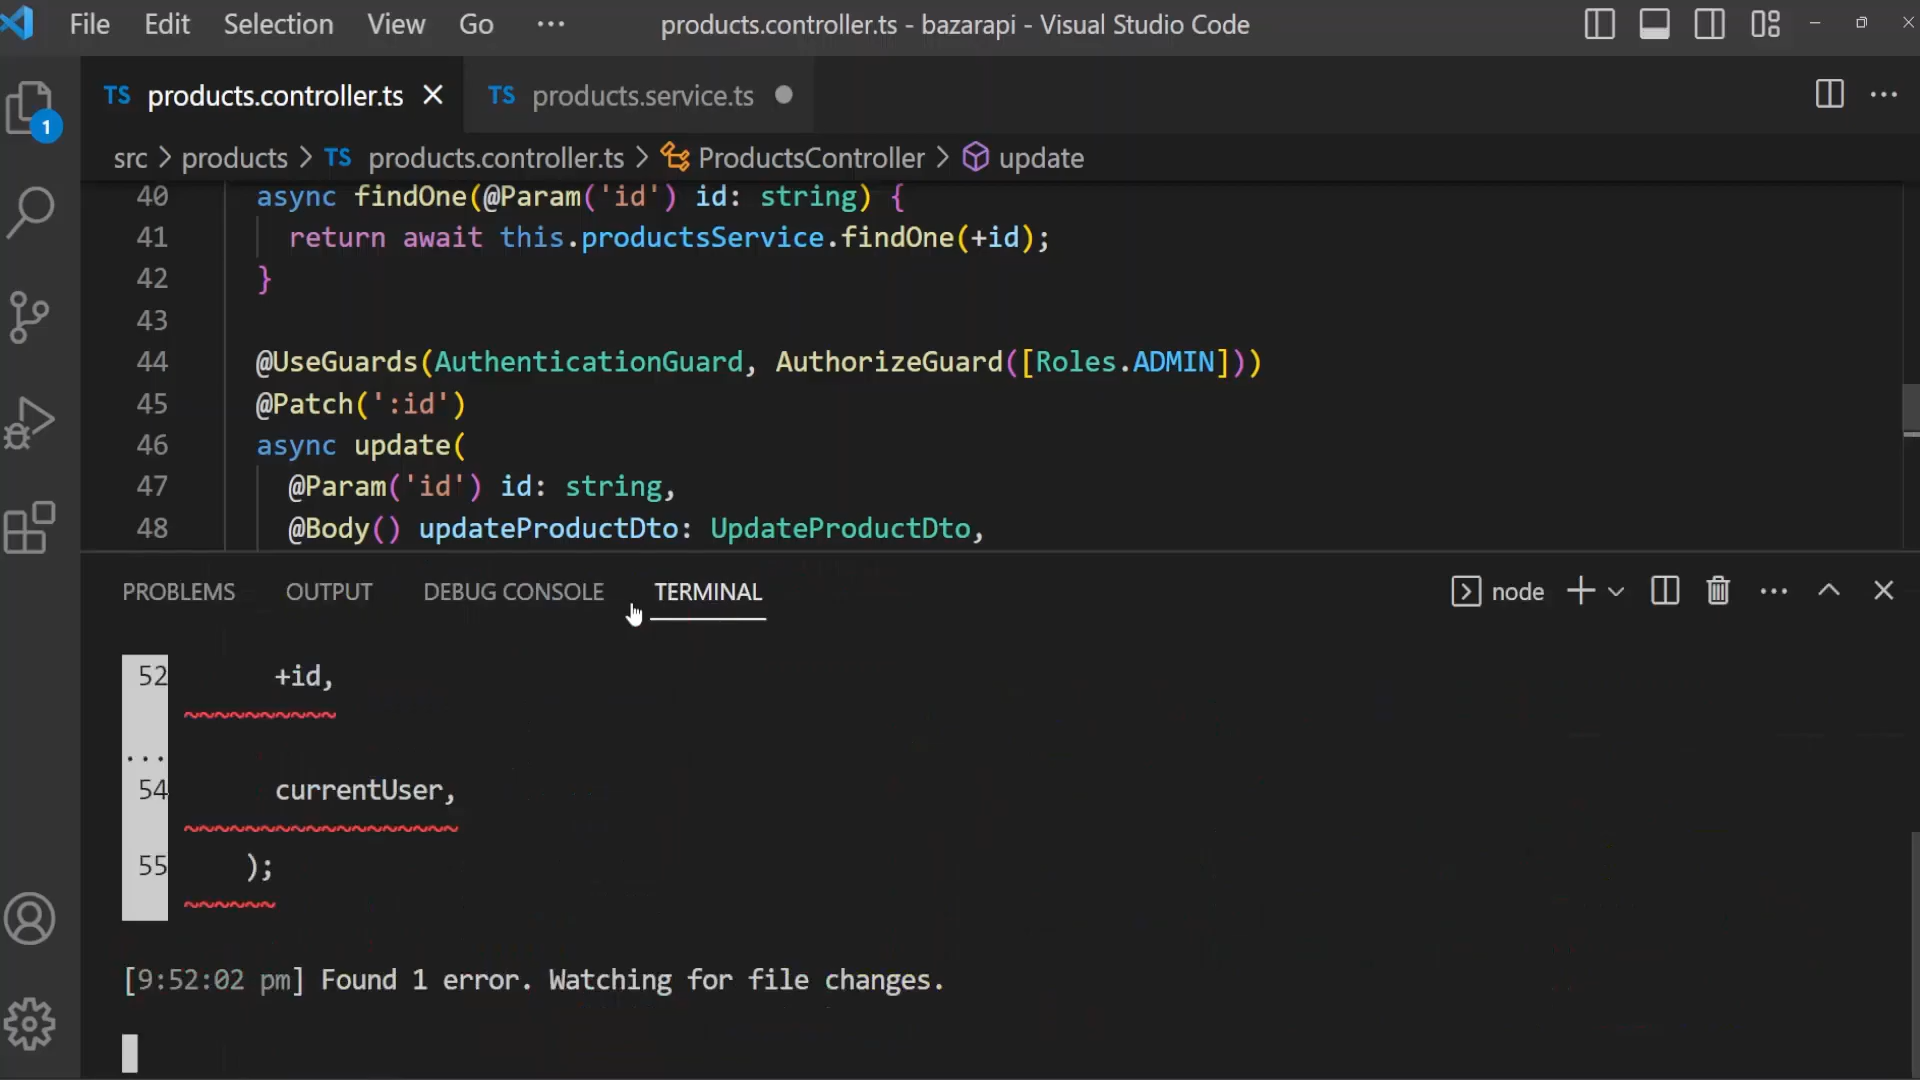 File Edit Selection View Go ··· products.controller.ts - bazarapi - Visual Studio Code
TS products.controller.ts TS products.service.ts
1
src > products > TS products.controller.ts > ProductsController > update
40 async findOne(@Param('id') id: string) {
41 return await this.productsService.findOne(+id);
42 }
43
44 @UseGuards(AuthenticationGuard, AuthorizeGuard([Roles.ADMIN]))
45 @Patch(':id')
46 async update(
47 @Param('id') id: string,
48 @Body() updateProductDto: UpdateProductDto,
PROBLEMS OUTPUT DEBUG CONSOLE TERMINAL node
52 +id,
~~~~~~~~~~
...
54 currentUser,
~~~~~~~~~~~~~~~~~~
55 );
~~~~~~
[9:52:02 pm] Found 1 error. Watching for file changes.